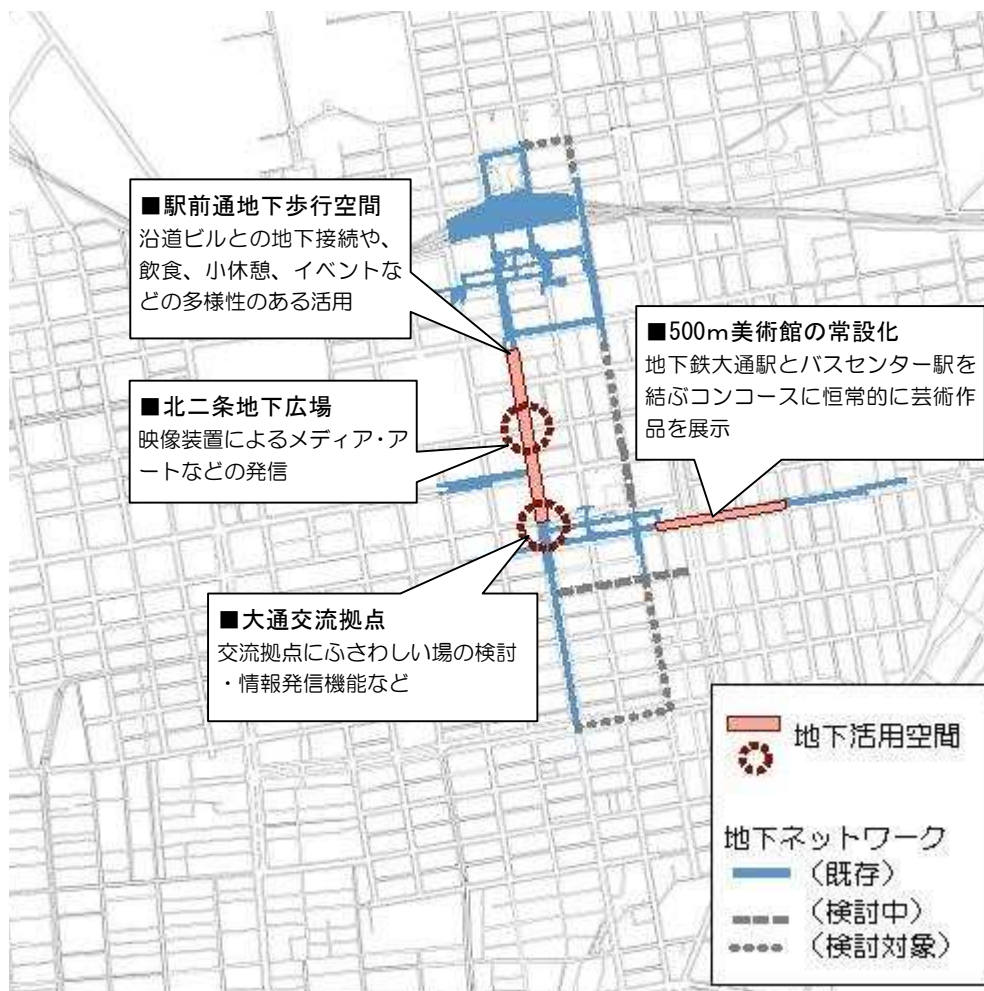 ■駅前通地下歩行空間
沿道ビルとの地下接続や、
飲食、小休憩、イベントな
どの多様性のある活用
■500m美術館の常設化
地下鉄大通駅とバスセンター駅を
結ぶコンコースに恒常的に芸術作
品を展示
■北二条地下広場
映像装置によるメディア・ア
ートなどの発信
■大通交流拠点
交流拠点にふさわしい場の検討
・情報発信機能など
地下活用空間
地下ネットワーク
（既存）
（検討中）
（検討対象）